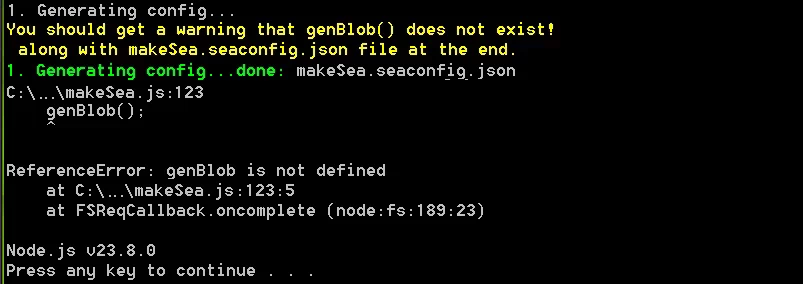 1. Generating config...
You should get a warning that genBlob() does not exist!
 along with makeSea.seaconfig.json file at the end.
1. Generating config...done: makeSea.seaconfig.json
C:\...\makeSea.js:123
    genBlob();
    ^
ReferenceError: genBlob is not defined
    at C:\...\makeSea.js:123:5
    at FSReqCallback.oncomplete (node:fs:189:23)
Node.js v23.8.0
Press any key to continue . . .